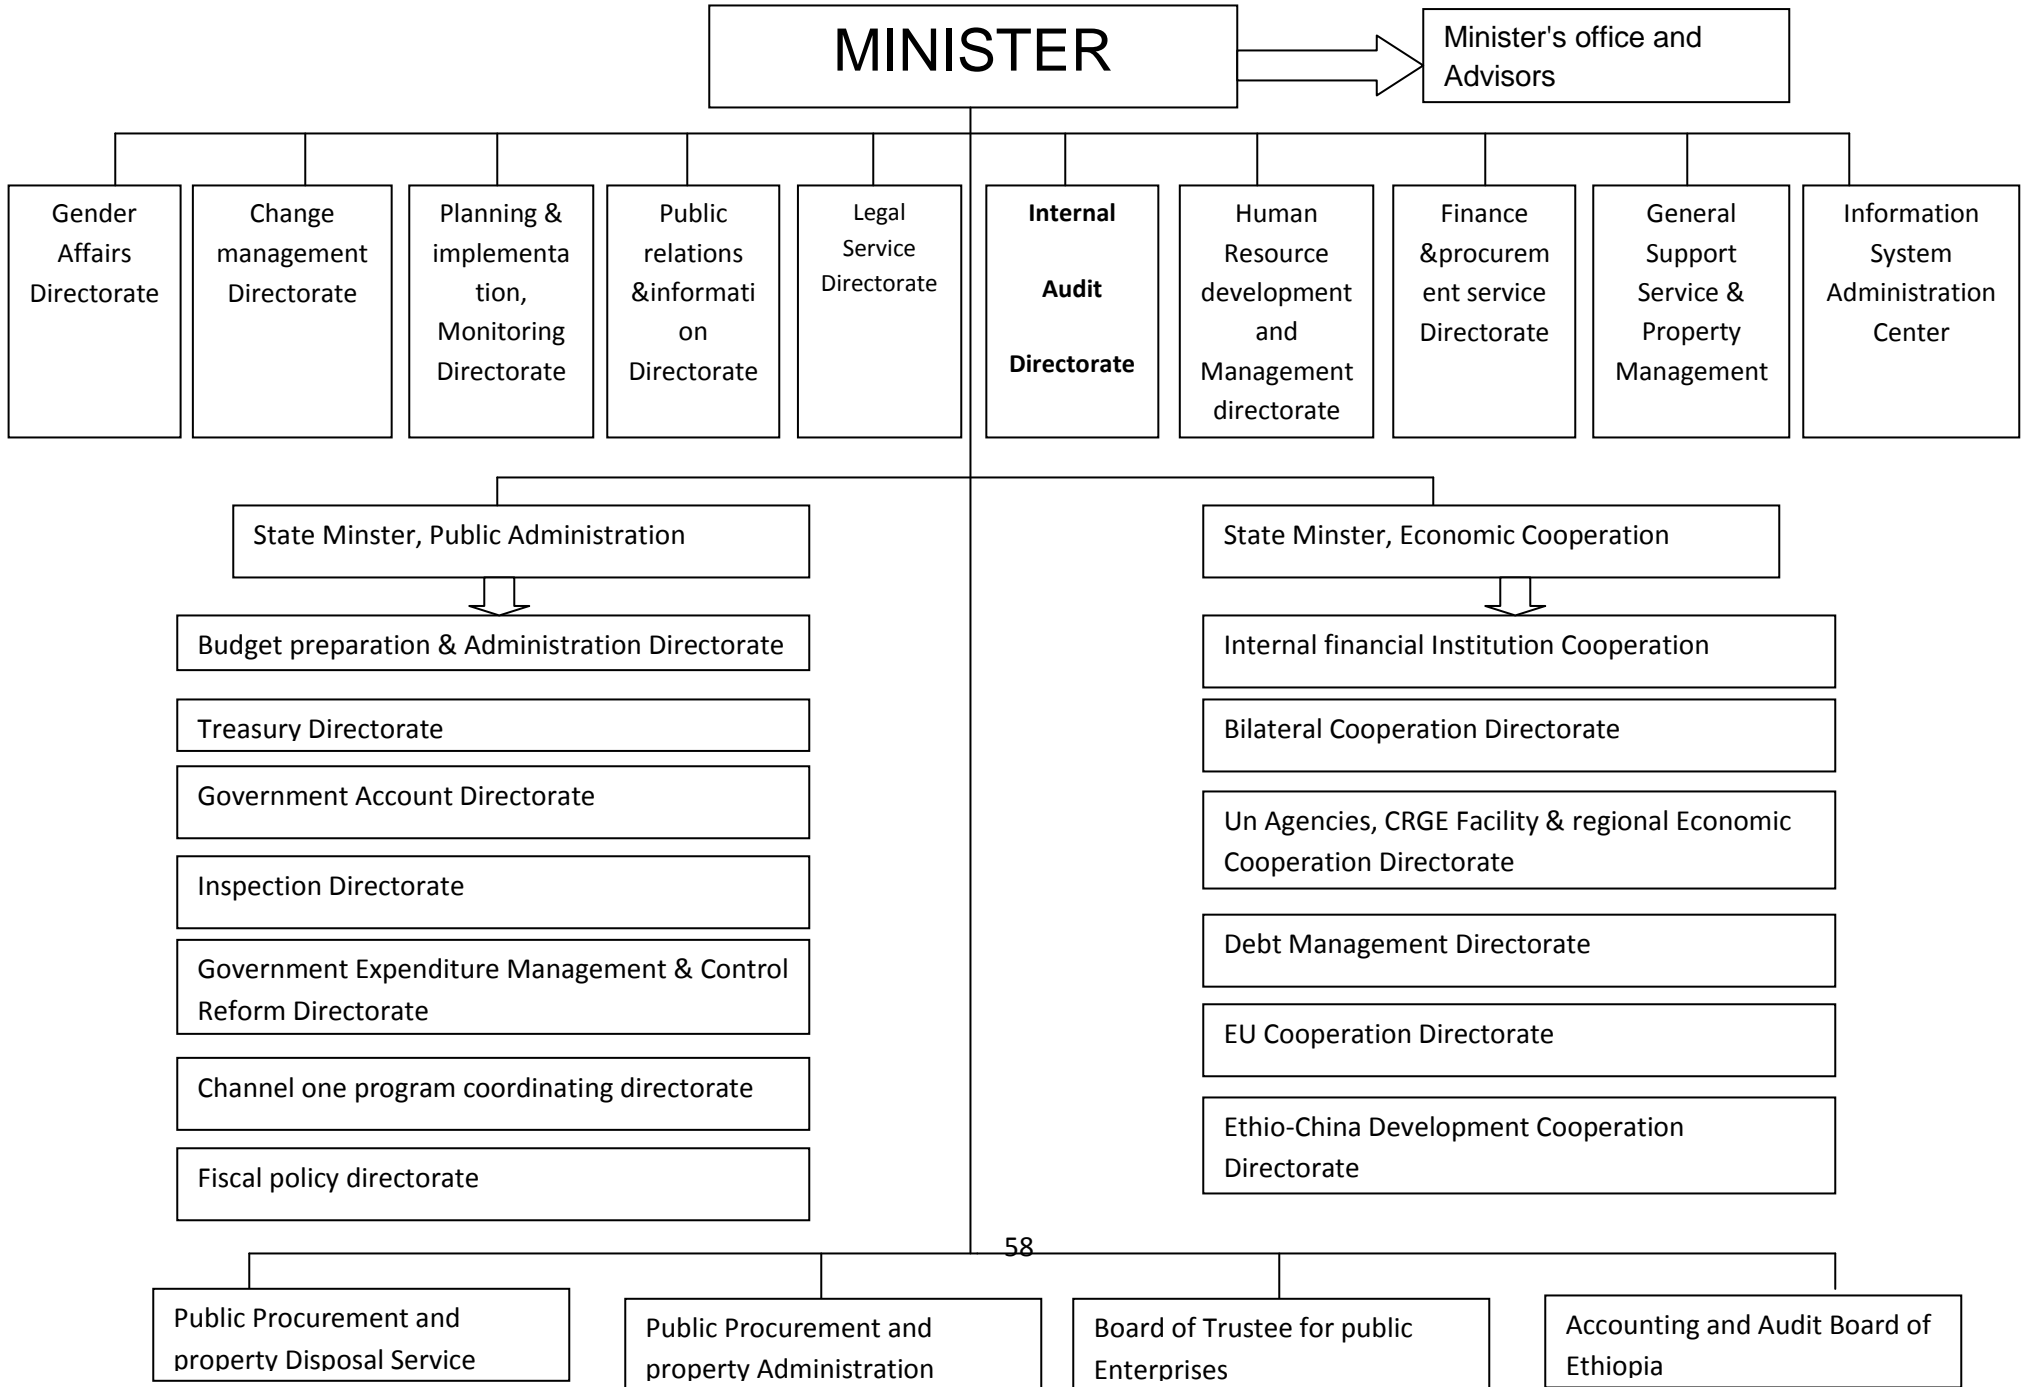 MINISTER
Minister's office and
Advisors
Gender
Affairs
Directorate
Change
management
Directorate
Planning &
implementa
tion,
Monitoring
Directorate
Public
relations
&informati
on
Directorate
Legal
Service
Directorate
Internal
Audit
Directorate
Human
Resource
development
and
Management
directorate
Finance
&procurem
ent service
Directorate
General
Support
Service &
Property
Management
Information
System
Administration
Center
State Minster, Public Administration
Budget preparation & Administration Directorate
Treasury Directorate
Government Account Directorate
Inspection Directorate
Government Expenditure Management & Control
Reform Directorate
Channel one program coordinating directorate
Fiscal policy directorate
State Minster, Economic Cooperation
Internal financial Institution Cooperation
Bilateral Cooperation Directorate
Un Agencies, CRGE Facility & regional Economic
Cooperation Directorate
Debt Management Directorate
EU Cooperation Directorate
Ethio-China Development Cooperation
Directorate
58
Public Procurement and
property Disposal Service
Public Procurement and
property Administration
Board of Trustee for public
Enterprises
Accounting and Audit Board of
Ethiopia